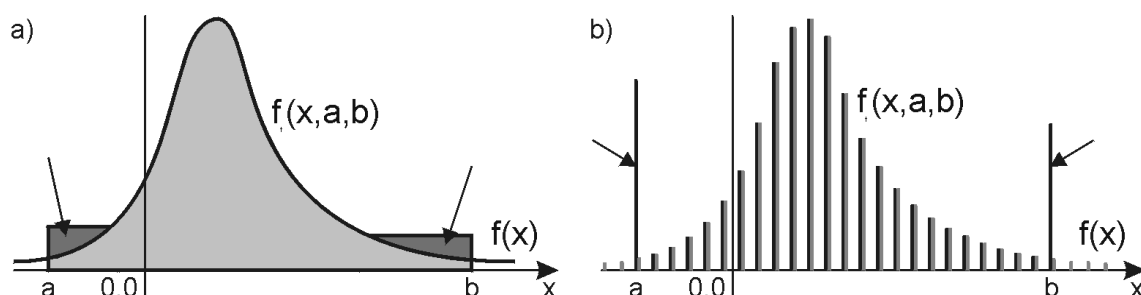 a)
f,(x,a,b)
f(x)
a
0,0
b
x
b)
f,(x,a,b)
f(x)
a
0,0
b
x